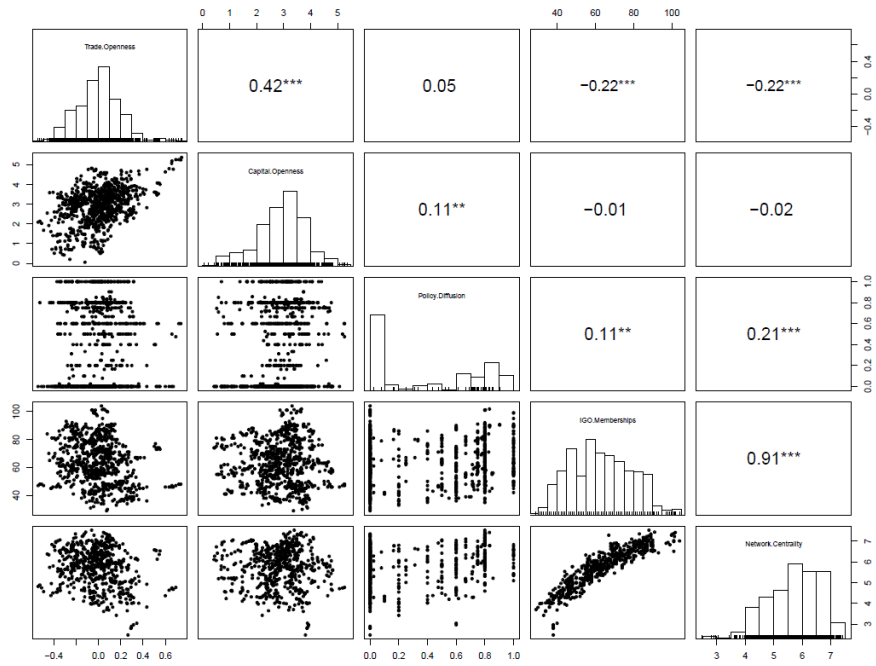 0 1 2 3 4 5
40 60 80 100
Trade.Openness
0.42***
0.05
−0.22***
−0.22***
−0.4 0.0 0.4
0 1 2 3 4 5
Capital.Openness
0.11**
−0.01
−0.02
Policy.Diffusion
0.11**
0.21***
0.0 0.2 0.4 0.6 0.8 1.0
40 60 80 100
IGO.Memberships
0.91***
Network.Centrality
3 4 5 6 7
−0.4 0.0 0.2 0.4 0.6
0.0 0.2 0.4 0.6 0.8 1.0
3 4 5 6 7